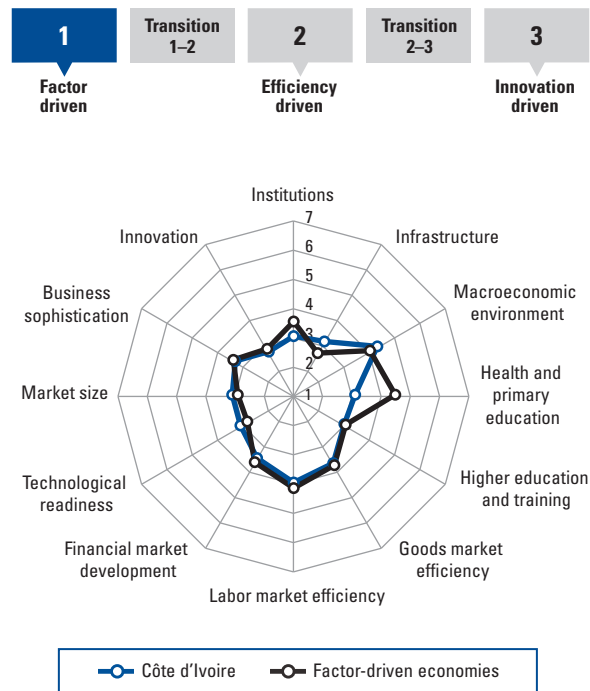 1
Transition
1–2
2
Transition
2–3
3
Factor
driven
Efficiency
driven
Innovation
driven
Institutions
7
Innovation
Infrastructure
6
5
Business
sophistication
Macroeconomic
environment
4
3
2
Market size
1
Health and
primary
education
Technological
readiness
Higher education
and training
Financial market
development
Goods market
efficiency
Labor market efficiency
Côte d'Ivoire
Factor-driven economies